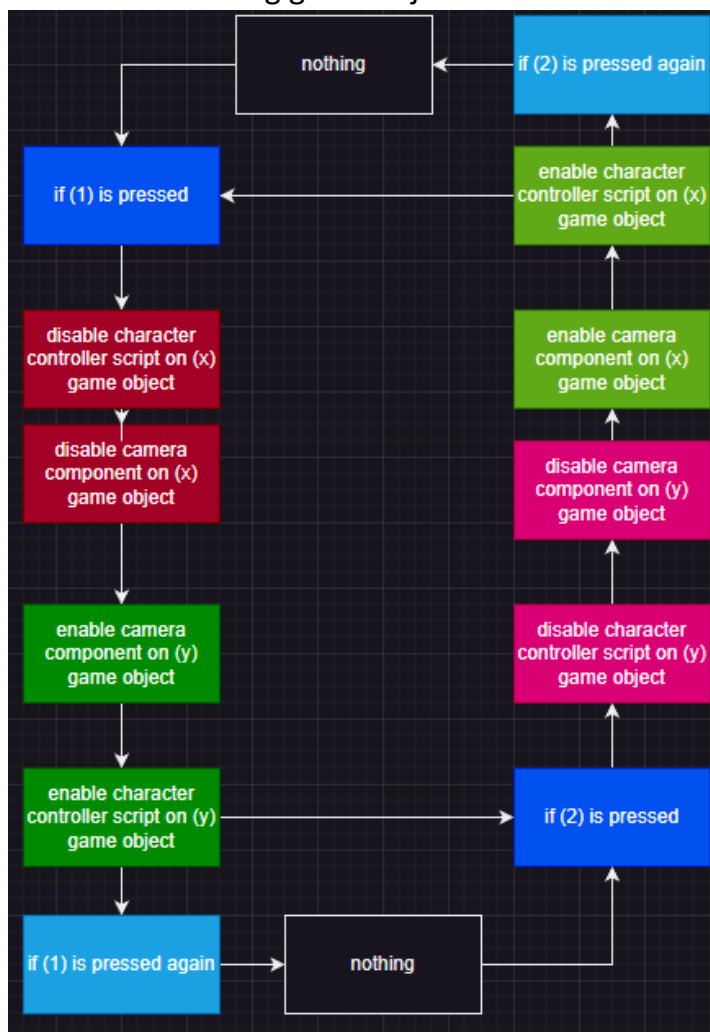 nothing
if (2) is pressed again
if (1) is pressed
enable character
controller script on (x)
game object
disable character
controller script on (x)
game object
enable camera
component on (x)
game object
disable camera
component on (x)
game object
disable camera
component on (y)
game object
enable camera
component on (y)
game object
disable character
controller script on (y)
game object
enable character
controller script on (y)
game object
if (2) is pressed
if (1) is pressed again
nothing